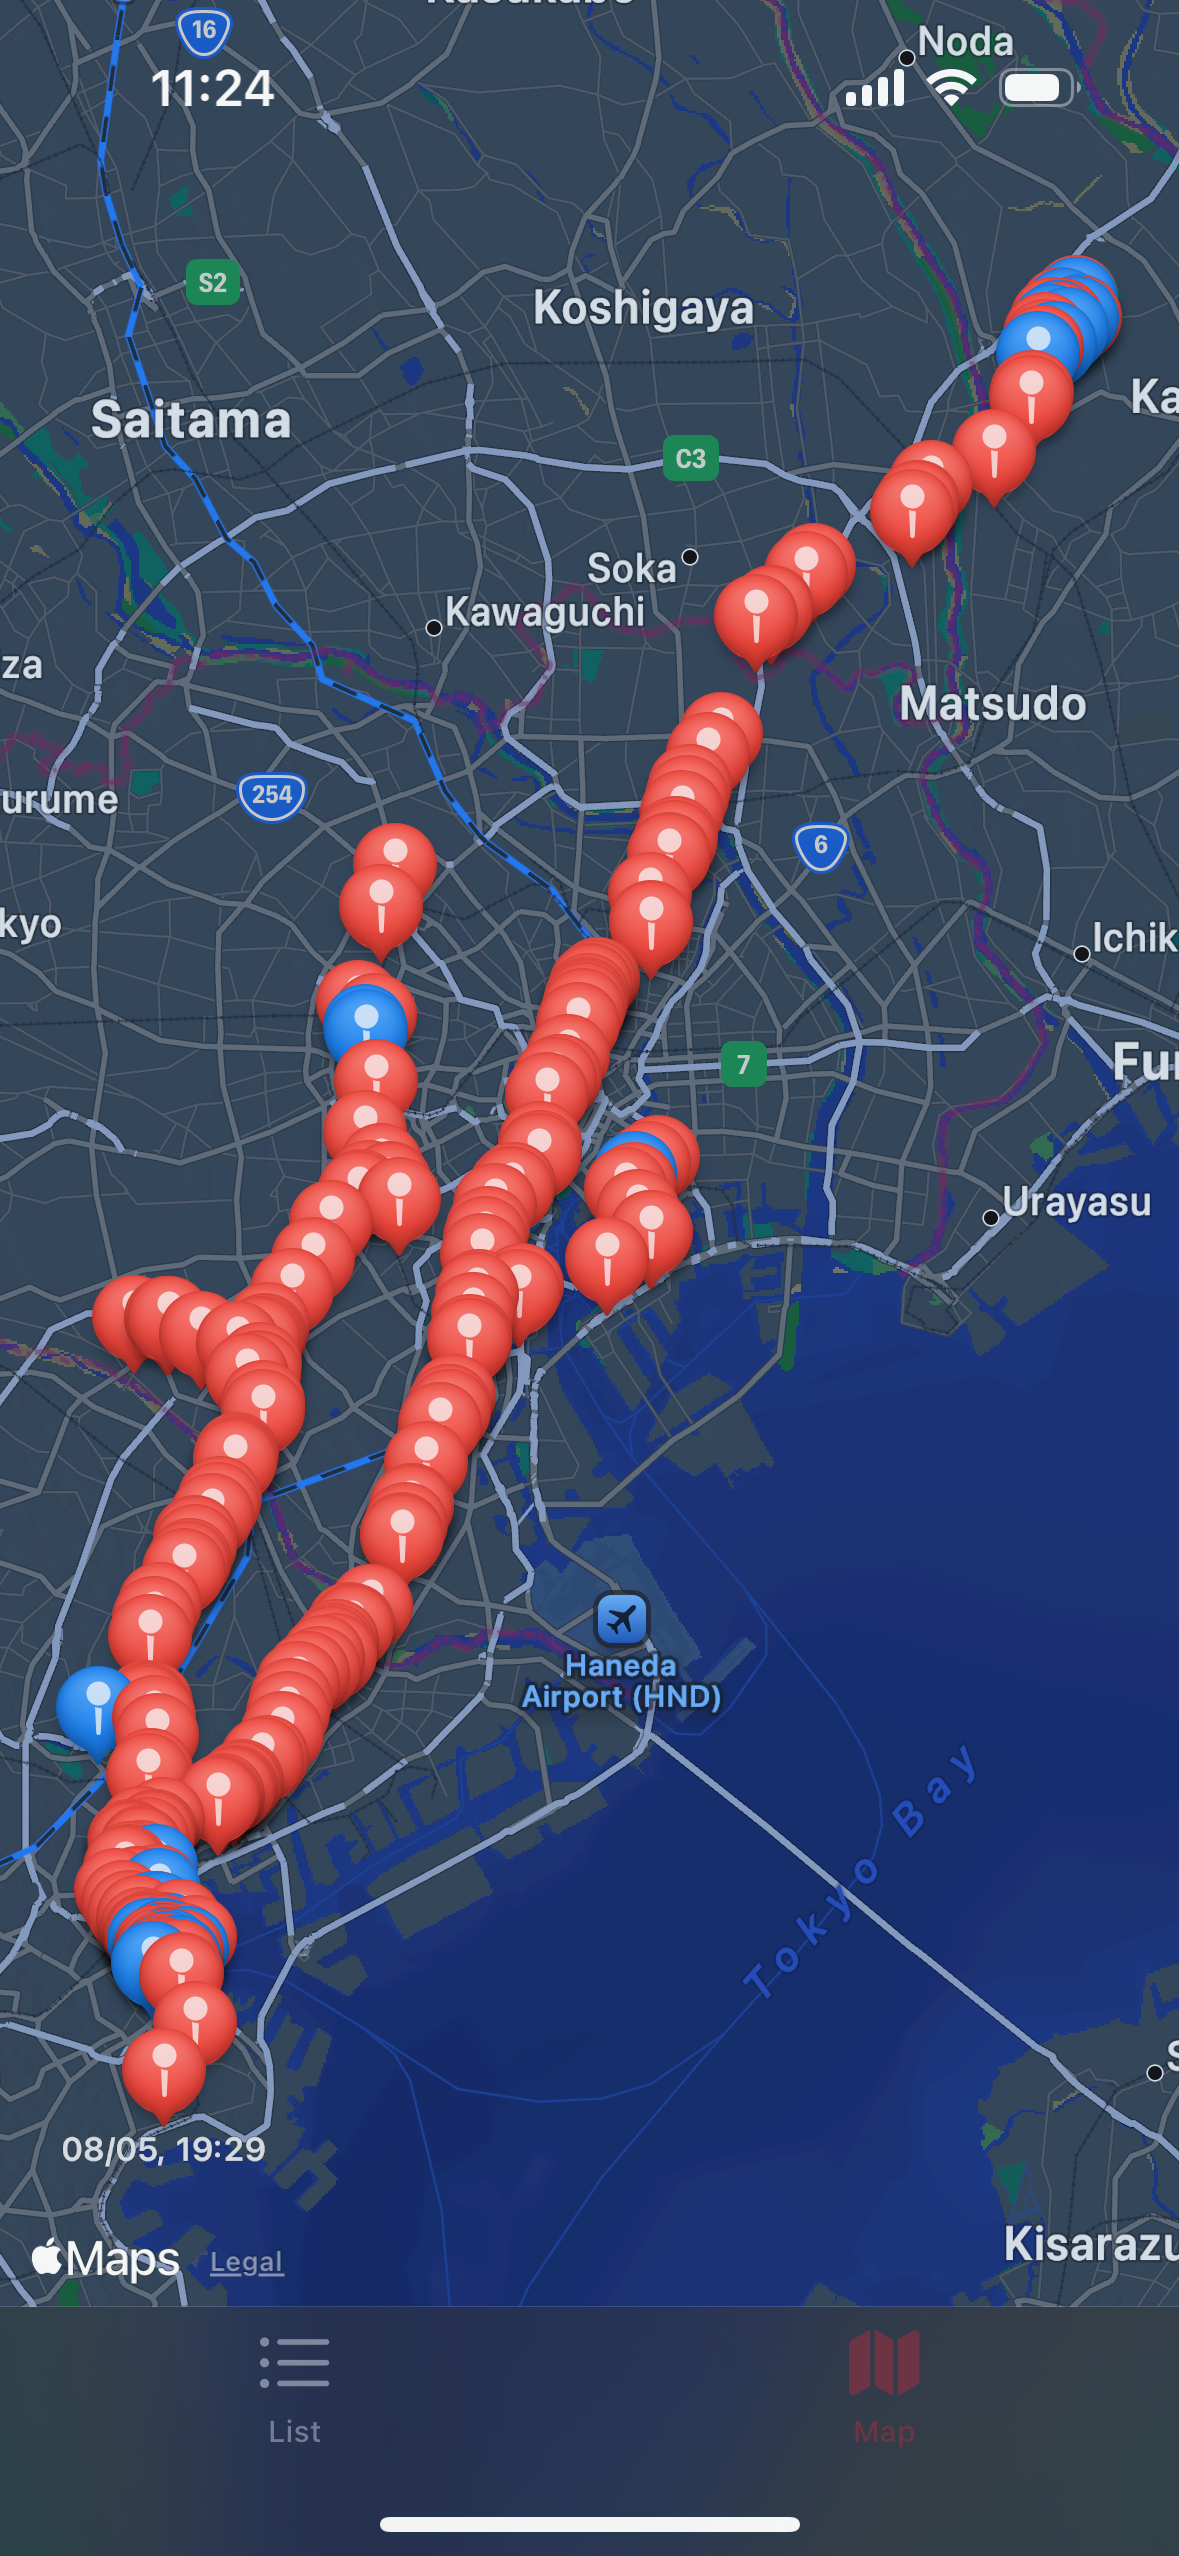 Noda
16
11:24
S2
Koshigaya
Saitama
Ka
C3
Soka
Kawaguchi
za
Matsudo
urume
254
6
kyo
Ichik
7
Fu
Urayasu
Haneda
Airport (HND)
Tokyo Bay
S
08/05, 19:29
Kisarazu
Maps
Legal
List
Map